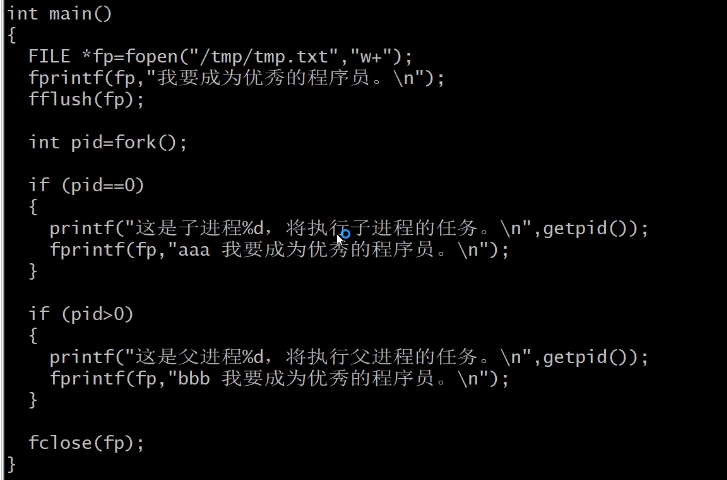 int main()
{
  FILE *fp=fopen("/tmp/tmp.txt","w+");
  fprintf(fp,"我要成为优秀的程序员。\n");
  fflush(fp);

  int pid=fork();

  if (pid==0)
  {
    printf("这是子进程%d，将执行子进程的任务。\n",getpid());
    fprintf(fp,"aaa 我要成为优秀的程序员。\n");
  }

  if (pid>0)
  {
    printf("这是父进程%d，将执行父进程的任务。\n",getpid());
    fprintf(fp,"bbb 我要成为优秀的程序员。\n");
  }

  fclose(fp);
}